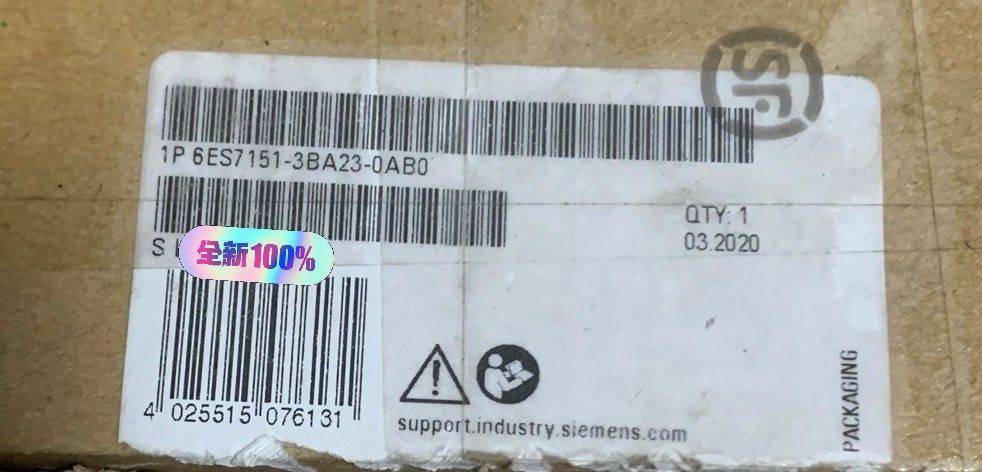 1P 6ES7151-3BA23-0AB0
QTY: 1
03.2020
S
全新100%
4 025515 076131
support.industry.siemens.com
PACKAGING